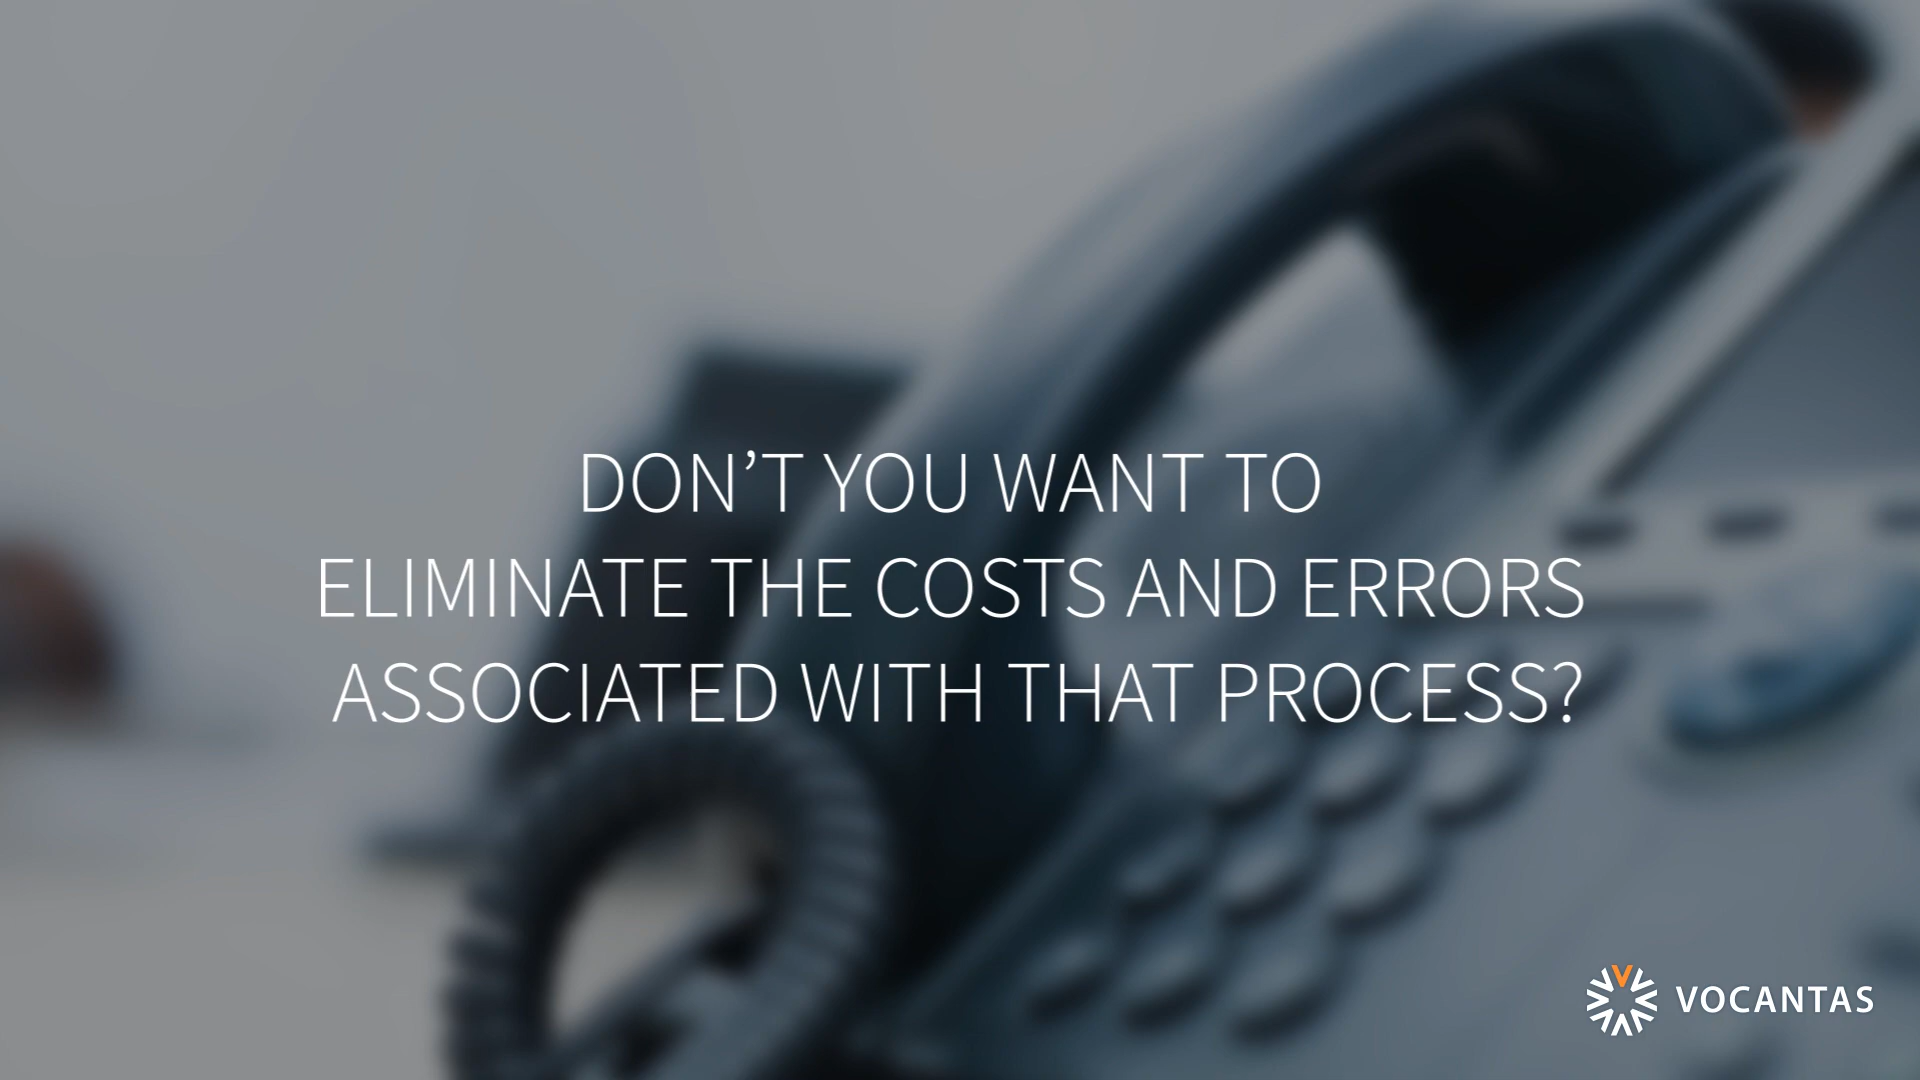 DON’T YOU WANT TO
ELIMINATE THE COSTS AND ERRORS
ASSOCIATED WITH THAT PROCESS?
VOCANTAS